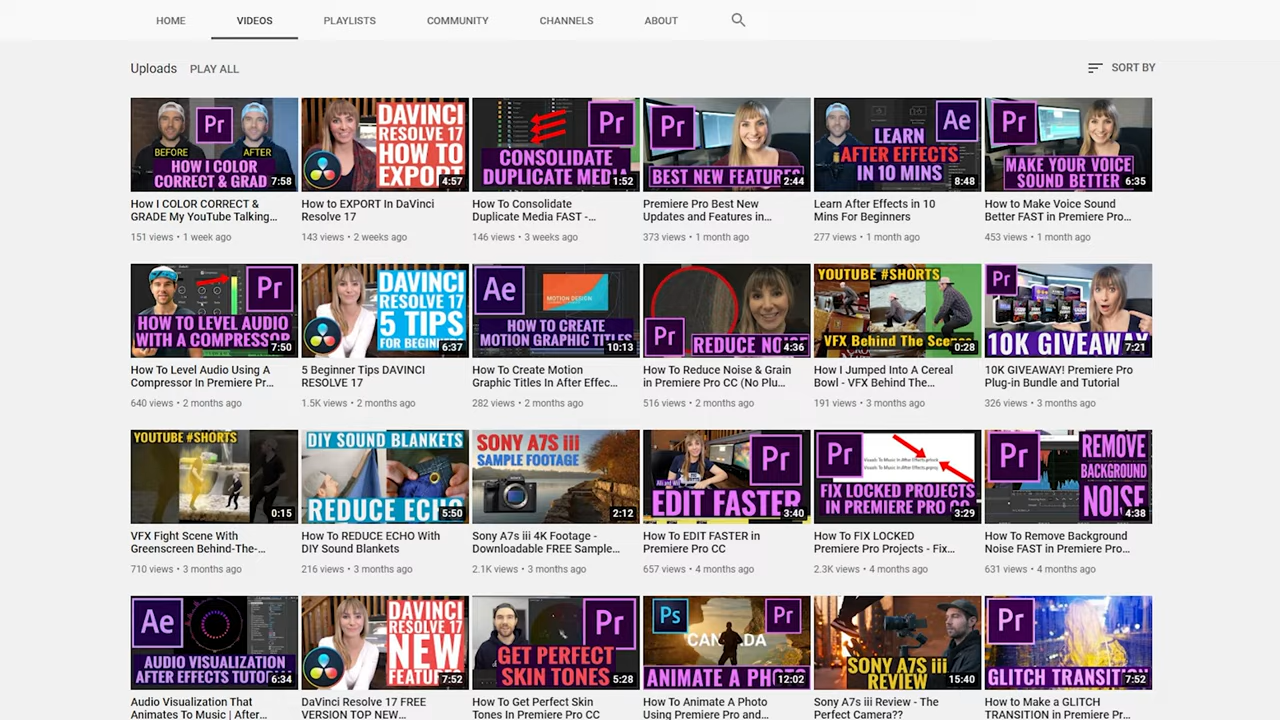 HOME VIDEOS PLAYLISTS COMMUNITY CHANNELS ABOUT
Uploads PLAY ALL SORT BY
Pr
BEFORE AFTER
HOW I COLOR
CORRECT & GRAD
7:58
DAVINCI
RESOLVE 17
HOW TO
EXPORT
4:57
Pr
CONSOLIDATE
DUPLICATE MEDIA
1:52
Pr
BEST NEW FEATUR
2:44
Ae
LEARN
AFTER EFFECTS
IN 10 MINS
8:48
Pr
MAKE YOUR VOICE
SOUND BETTER
6:35
How I COLOR CORRECT &
GRADE My YouTube Talking...
151 views • 1 week ago
How to EXPORT In DaVinci
Resolve 17
143 views • 2 weeks ago
How To Consolidate
Duplicate Media FAST -...
146 views • 3 weeks ago
Premiere Pro Best New
Updates and Features in...
373 views • 1 month ago
Learn After Effects in 10
Mins For Beginners
277 views • 1 month ago
How to Make Voice Sound
Better FAST in Premiere Pro...
453 views • 1 month ago
Pr
HOW TO LEVEL AUDIO
WITH A COMPRESSOR
7:50
DAVINCI
RESOLVE 17
5 TIPS
FOR BEGIN
6:37
Ae
MOTION DESIGN
HOW TO CREATE
MOTION GRAPHIC TITLES
10:13
Pr
REDUCE NOISE
4:36
YOUTUBE #SHORTS
VFX Behind The Scen
0:28
Pr
10K GIVEAWAY!
7:21
How To Level Audio Using A
Compressor In Premiere Pr...
640 views • 2 months ago
5 Beginner Tips DAVINCI
RESOLVE 17
1.5K views • 2 months ago
How To Create Motion
Graphic Titles In After Effec...
282 views • 2 months ago
How To Reduce Noise & Grain
in Premiere Pro CC (No Plu...
516 views • 2 months ago
How I Jumped Into A Cereal
Bowl - VFX Behind The...
191 views • 3 months ago
10K GIVEAWAY! Premiere Pro
Plug-in Bundle and Tutorial
326 views • 3 months ago
YOUTUBE #SHORTS
0:15
DIY SOUND BLANKETS
REDUCE ECH
5:50
SONY A7S iii
SAMPLE FOOTAGE
2:12
Pr
EDIT FASTER
3:40
Pr
FIX LOCKED PROJECTS
IN PREMIERE PRO CC
3:29
Pr
REMOVE
BACKGROUND
NOISE
4:38
VFX Fight Scene With
Greenscreen Behind-The-...
710 views • 3 months ago
How To REDUCE ECHO With
DIY Sound Blankets
216 views • 3 months ago
Sony A7s iii 4K Footage -
Downloadable FREE Sample...
2.1K views • 3 months ago
How To EDIT FASTER in
Premiere Pro CC
657 views • 4 months ago
How To FIX LOCKED
Premiere Pro Projects - Fix...
2.3K views • 4 months ago
How To Remove Background
Noise FAST in Premiere Pro...
631 views • 4 months ago
Ae
AUDIO VISUALIZATION
AFTER EFFECTS TUTO
6:34
DAVINCI
RESOLVE 17
NEW
FEATUR
7:52
Pr
GET PERFECT
SKIN TONES
5:28
Ps Pr
CANADA
ANIMATE A PHOTO
12:02
SONY A7S iii
REVIEW
15:40
Pr
GLITCH TRANSIT
7:52
Audio Visualization That
Animates To Music | After...
DaVinci Resolve 17 FREE
VERSION TOP NEW...
How To Get Perfect Skin
Tones In Premiere Pro CC
How To Animate A Photo
Using Premiere Pro and...
Sony A7s iii Review - The
Perfect Camera??
How to Make a GLITCH
TRANSITION in Premiere Pr...